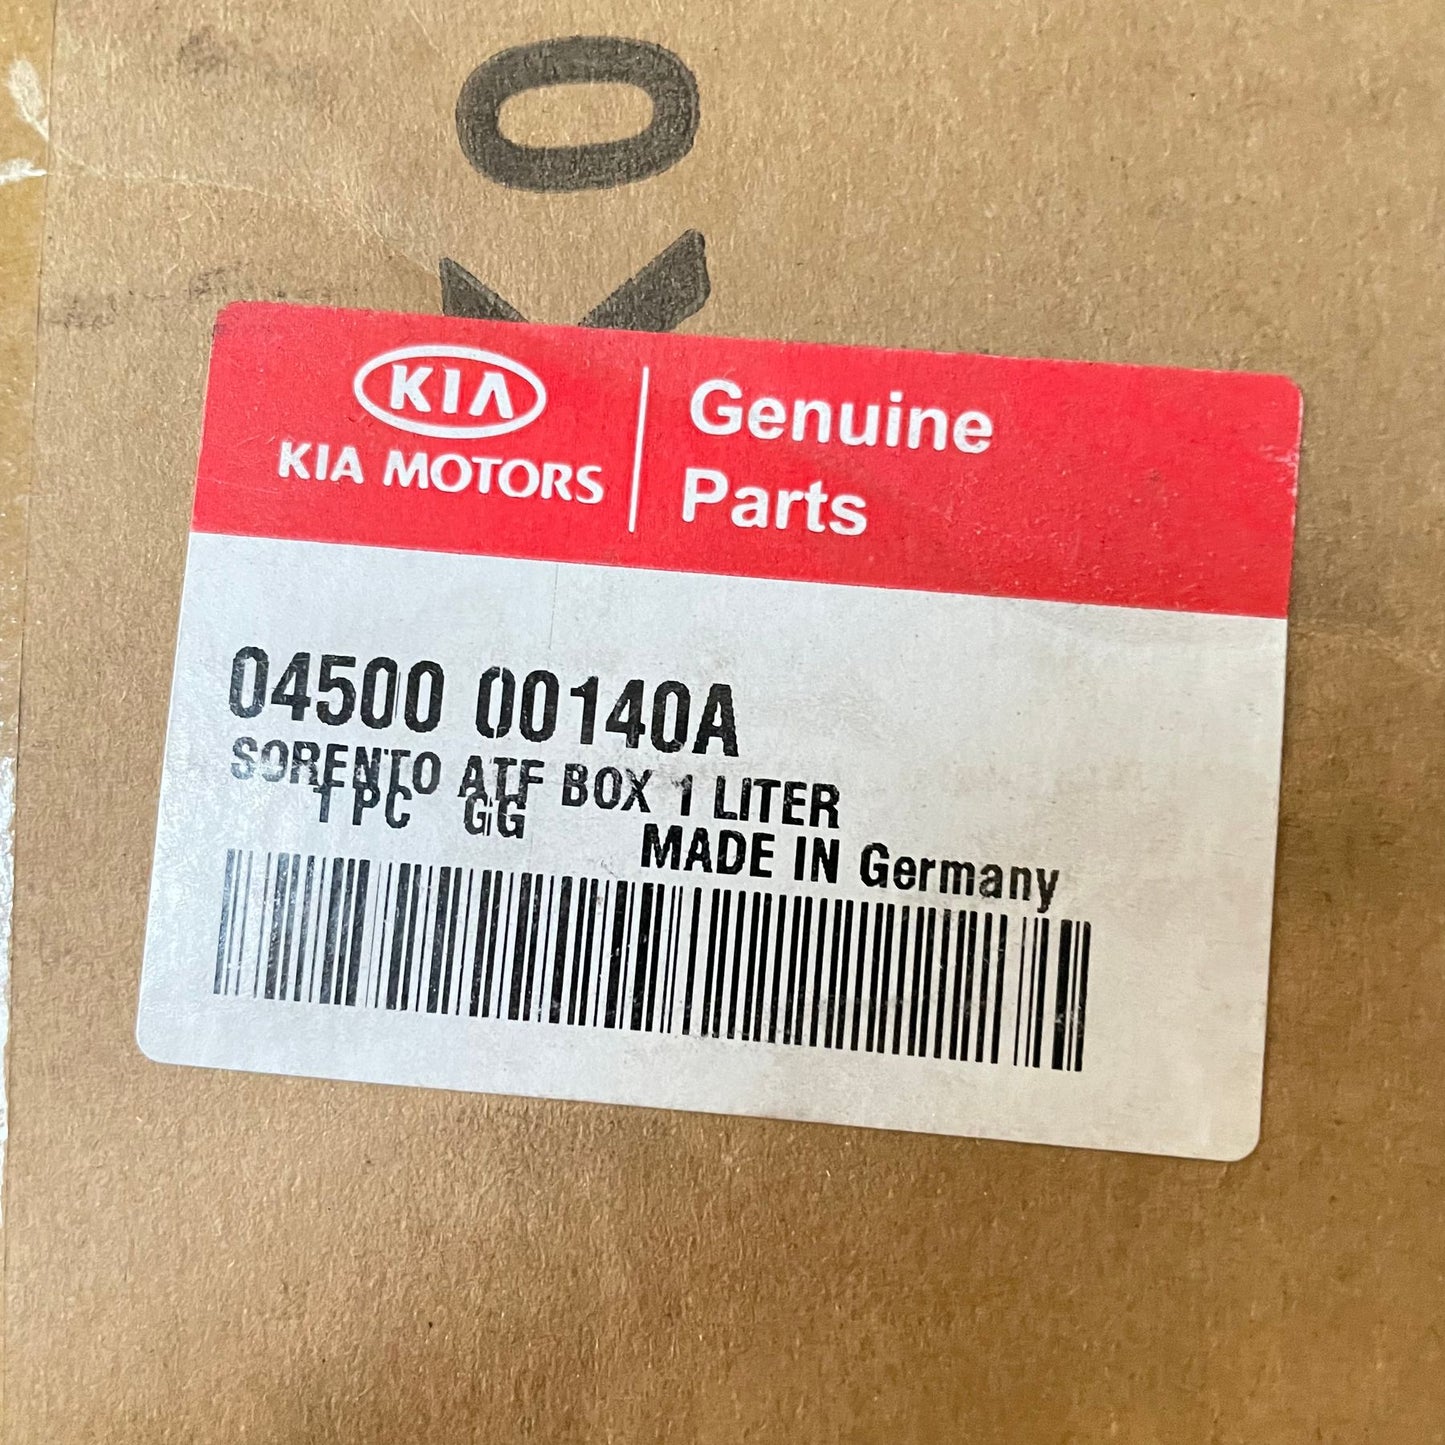 KIA
KIA MOTORS
Genuine
Parts
04500 00140A
SORENTO ATF BOX 1 LITER
1 PC GG
MADE IN Germany